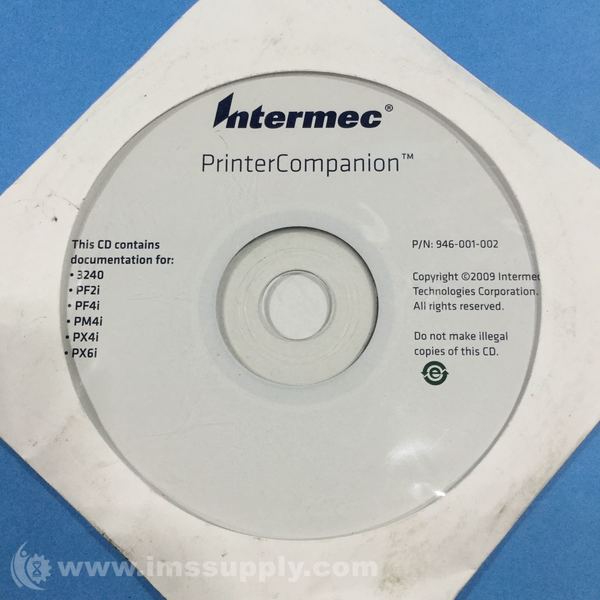 Intermec®
PrinterCompanion™
This CD contains
documentation for:
• 3240
• PF2i
• PF4i
• PM4i
• PX4i
• PX6i
P/N: 946-001-002
Copyright ©2009 Intermec
Technologies Corporation.
All rights reserved.
Do not make illegal
copies of this CD.
e
www.imssupply.com